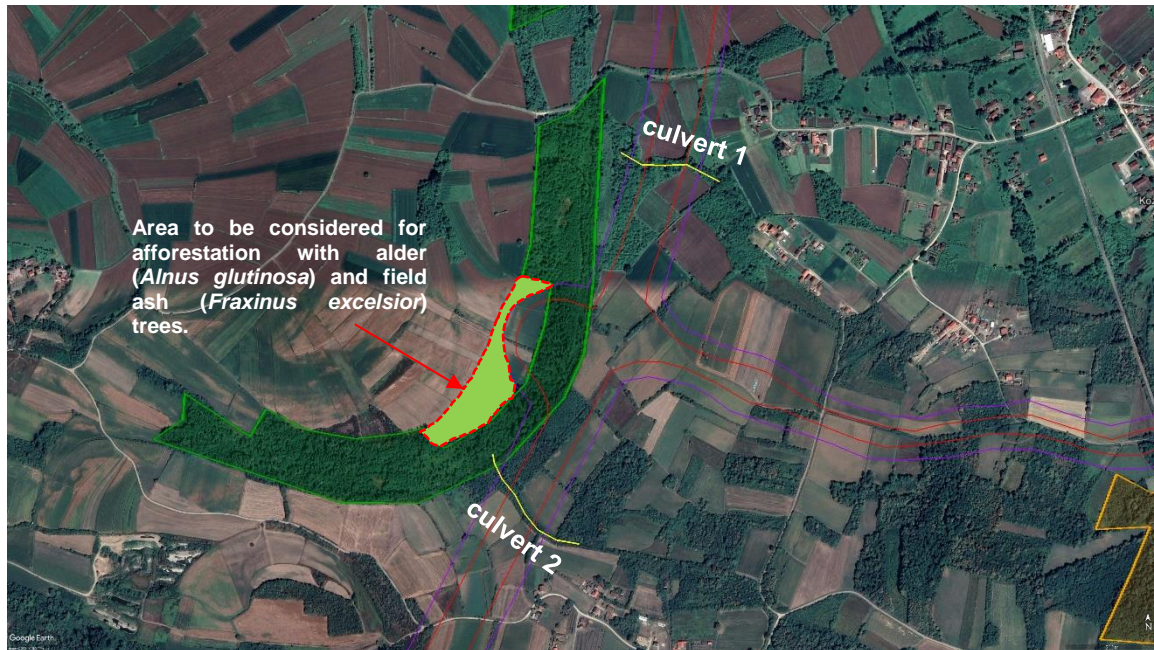 culvert 1
Area to be considered for
afforestation with alder
(Alnus glutinosa) and field
ash (Fraxinus excelsior)
trees.
culvert 2
Google Earth
N